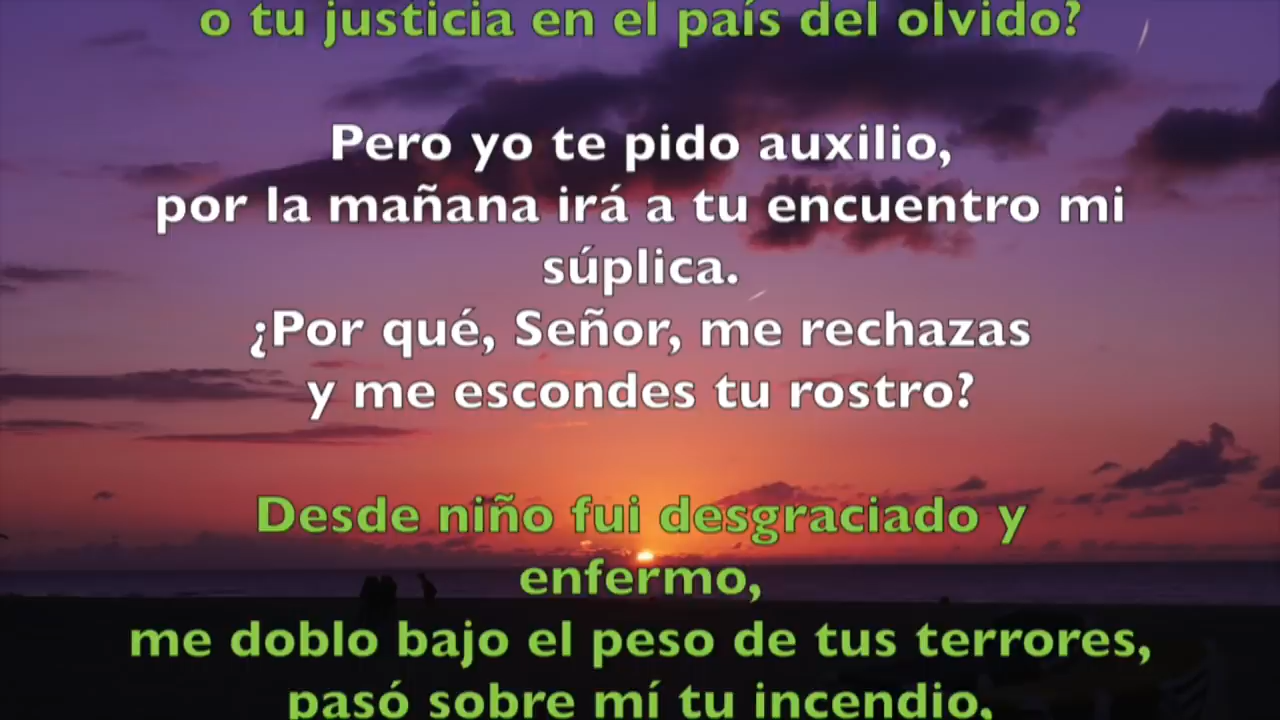 o tu justicia en el país del olvido?
Pero yo te pido auxilio,
por la mañana irá a tu encuentro mi
súplica.
¿Por qué, Señor, me rechazas
y me escondes tu rostro?
Desde niño fui desgraciado y
enfermo,
me doblo bajo el peso de tus terrores,
pasó sobre mí tu incendio,